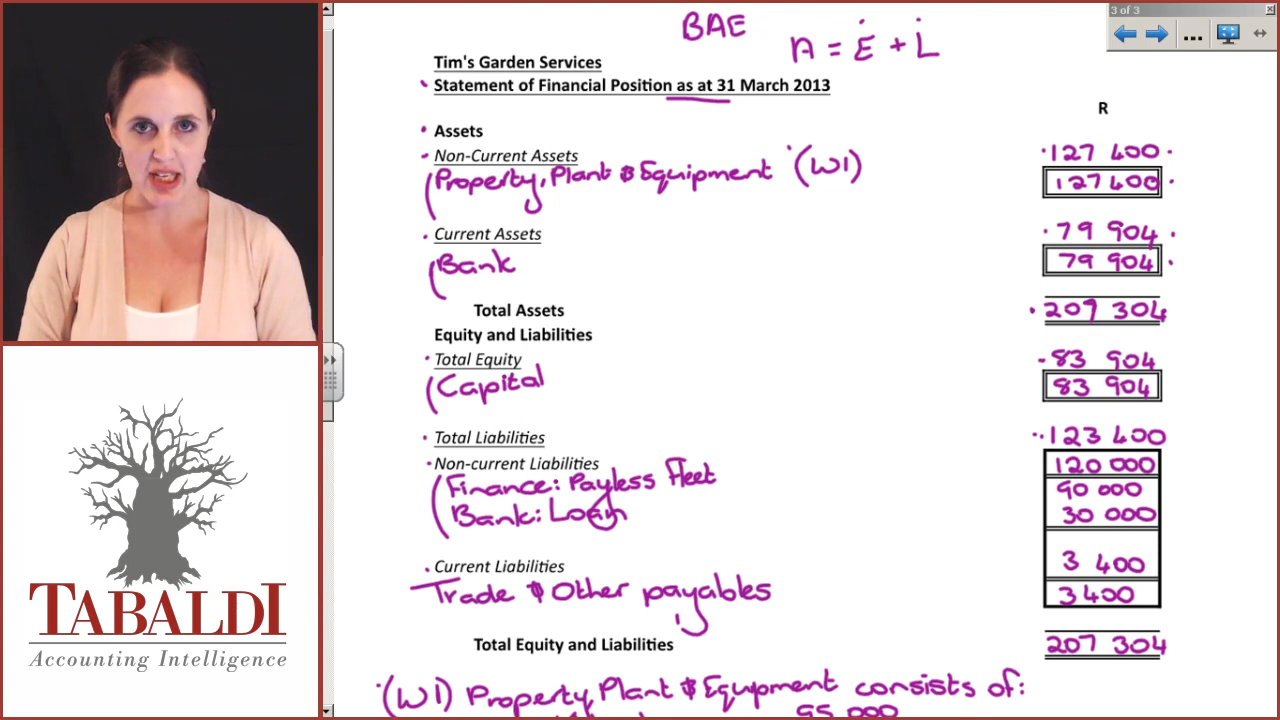 3 of 3
BAE
A = E + L
Tim's Garden Services
Statement of Financial Position as at 31 March 2013
R
Assets
Non-Current Assets 127 400
Property, Plant & Equipment (W1) 127 400
Current Assets 79 904
Bank 79 904
Total Assets 207 304
Equity and Liabilities
Total Equity 83 904
Capital 83 904
Total Liabilities 123 400
Non-current Liabilities 120 000
Finance: Payless Fleet 90 000
Bank: Loan 30 000
Current Liabilities 3 400
Trade & Other payables 3 400
Total Equity and Liabilities 207 304
(W1) Property, Plant & Equipment consists of:
95 000
TABALDI
Accounting Intelligence